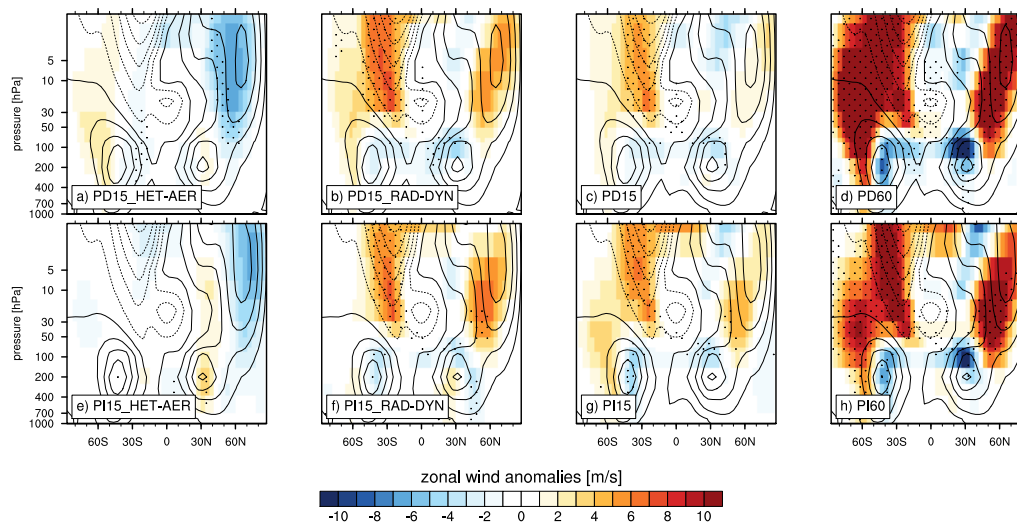 pressure [hPa]
5
10
30
50
100
200
400
700
1000
a) PD15_HET-AER
b) PD15_RAD-DYN
c) PD15
d) PD60
pressure [hPa]
5
10
30
50
100
200
400
700
1000
e) PI15_HET-AER
f) PI15_RAD-DYN
g) PI15
h) PI60
60S 30S 0 30N 60N 60S 30S 0 30N 60N 60S 30S 0 30N 60N 60S 30S 0 30N 60N
zonal wind anomalies [m/s]
-10 -8 -6 -4 -2 0 2 4 6 8 10